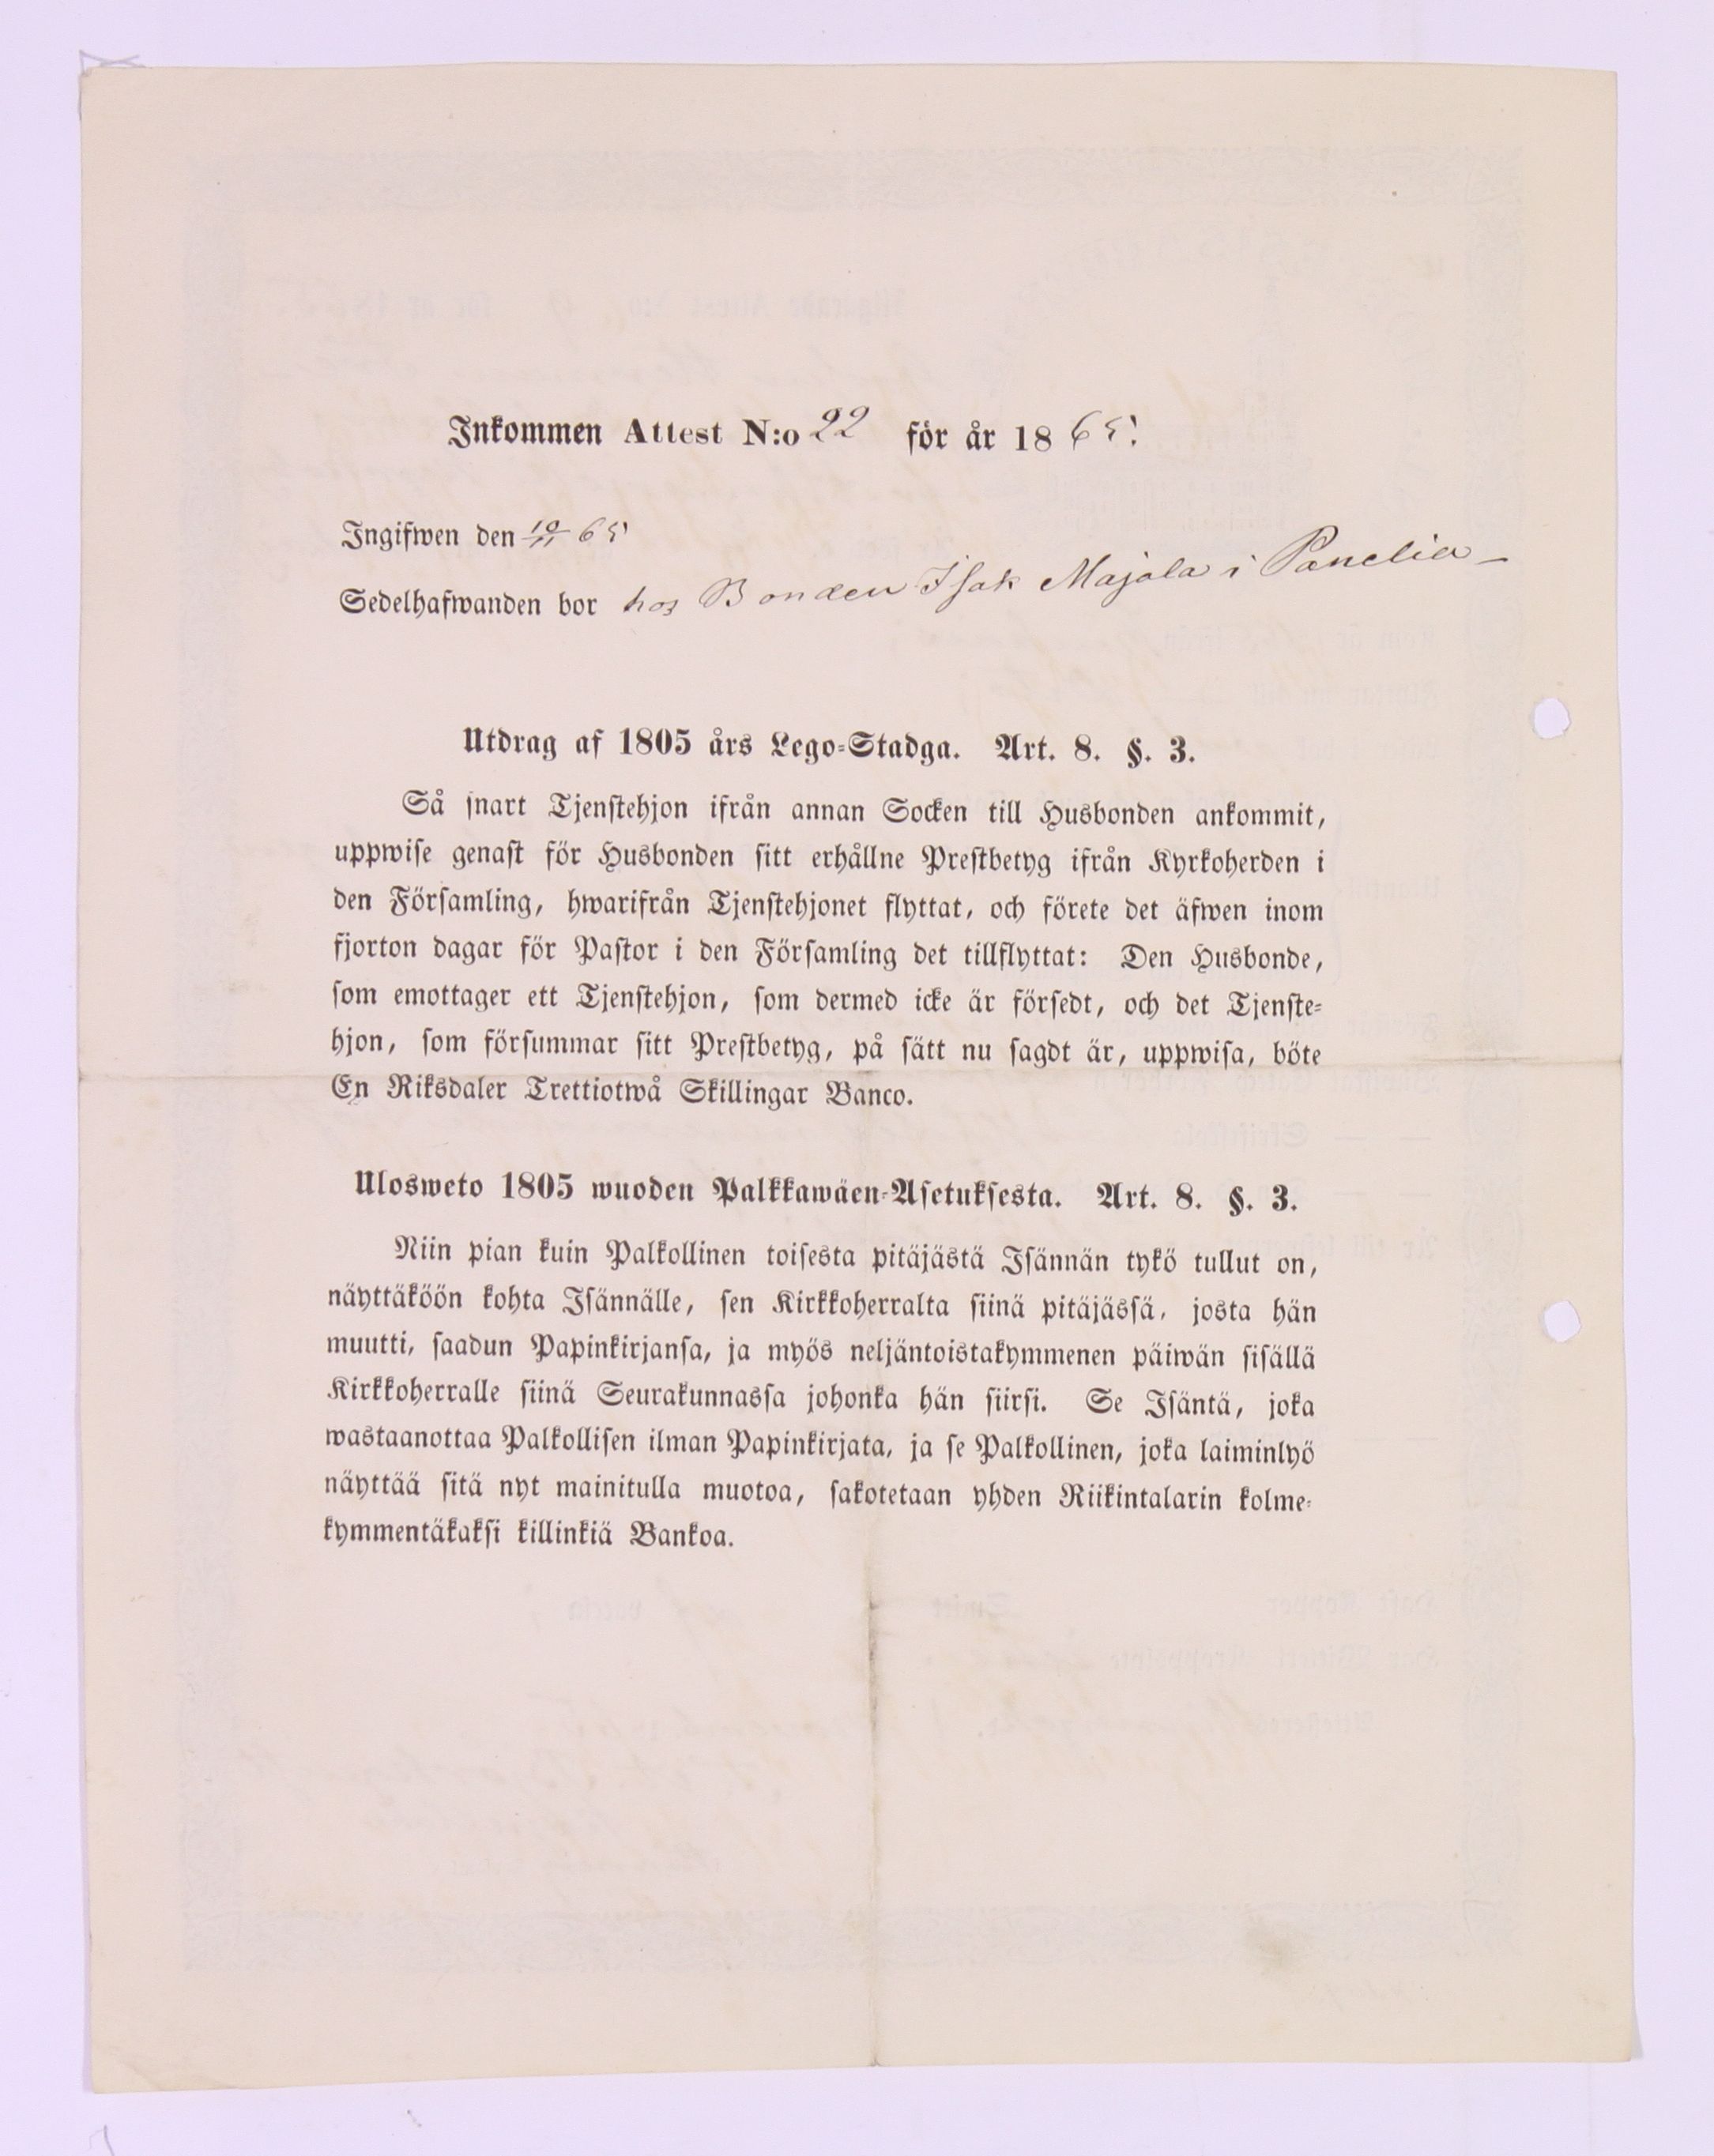 Inkommen Attest N:o 22 för år 1865.
Ingifwen den 10/11 65
Sedelhafwanden bor hos Bonden Isak Majala i Panelia
Utdrag af 1805 års Lego-Stadga. Art. 8. §. 3.
Så snart Tjenstehjon ifrån annan Socken till Husbonden ankommit,
uppwise genast för Husbonden sitt erhållne Prestbetyg ifrån Kyrkoherden i
den Församling, hwarifrån Tjenstehjonet flyttat, och förete det äfwen inom
fjorton dagar för Pastor i den Församling det tillflyttat: Den Husbonde,
som emottager ett Tjenstehjon, som dermed icke är försedt, och det Tjenste-
hjon, som försummar sitt Prestbetyg, på sätt nu sagdt är, uppwisa, böte
En Riksdaler Trettiotwå Skillingar Banco.
Ulosweto 1805 wuoden Palkkawäen-Asetuksesta. Art. 8. §. 3.
Niin pian kuin Palkollinen toisesta pitäjästä Isännän tykö tullut on,
näyttäköön kohta Isännälle, sen Kirkkoherralta siinä pitäjässä, josta hän
muutti, saadun Papinkirjansa, ja myös neljäntoistakymmenen päiwän sisällä
Kirkkoherralle siinä Seurakunnassa johonka hän siirsi. Se Isäntä, joka
wastaanottaa Palkollisen ilman Papinkirjata, ja se Palkollinen, joka laiminlyö
näyttää sitä nyt mainitulla muotoa, sakotetaan yhden Riikintalarin kolme-
kymmentäkaksi killinkiä Bankoa.